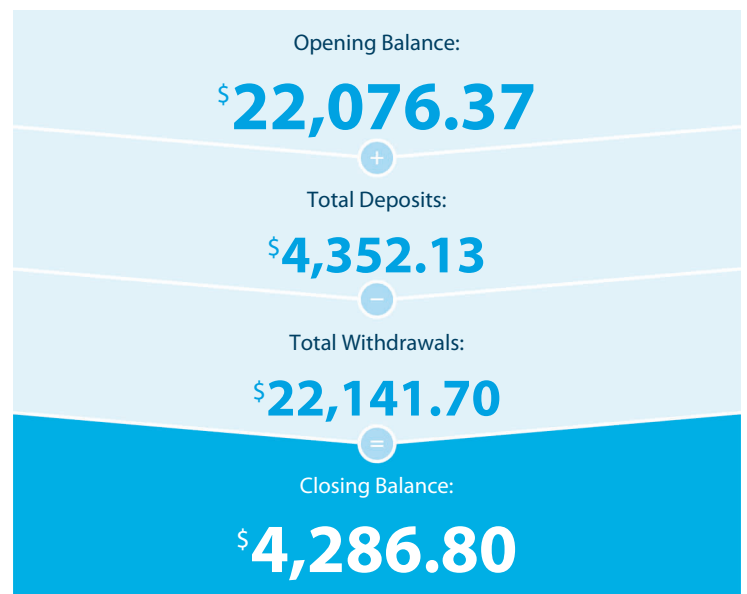 Opening Balance:
$22,076.37
+
Total Deposits:
$4,352.13
−
Total Withdrawals:
$22,141.70
=
Closing Balance:
$4,286.80